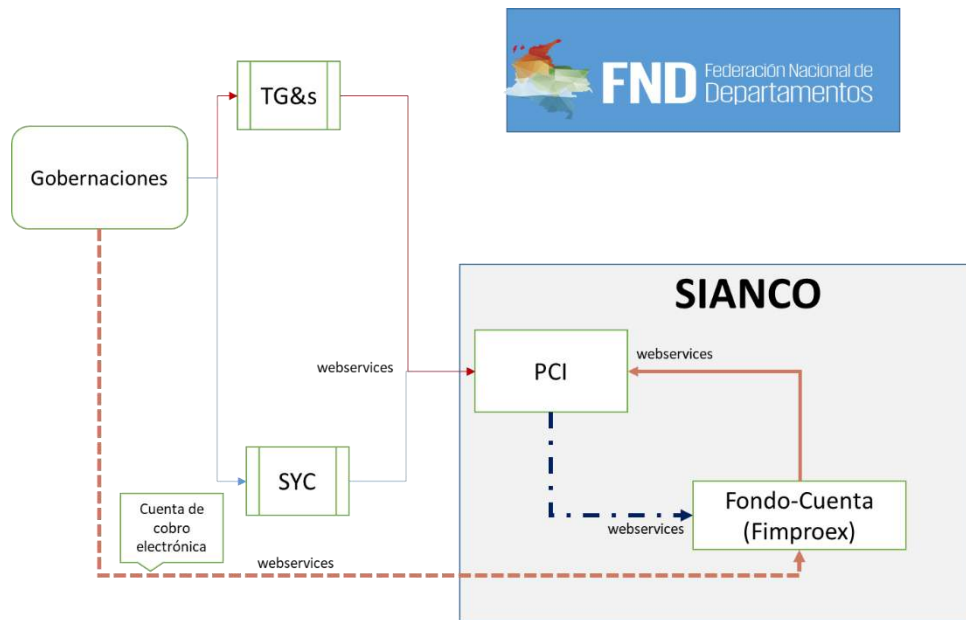 TG&s
FND
Federación Nacional de
Departamentos
Gobernaciones
SIANCO
webservices
PCI
webservices
SYC
Cuenta de
cobro
electrónica
Fondo-Cuenta
(Fimproex)
webservices
webservices